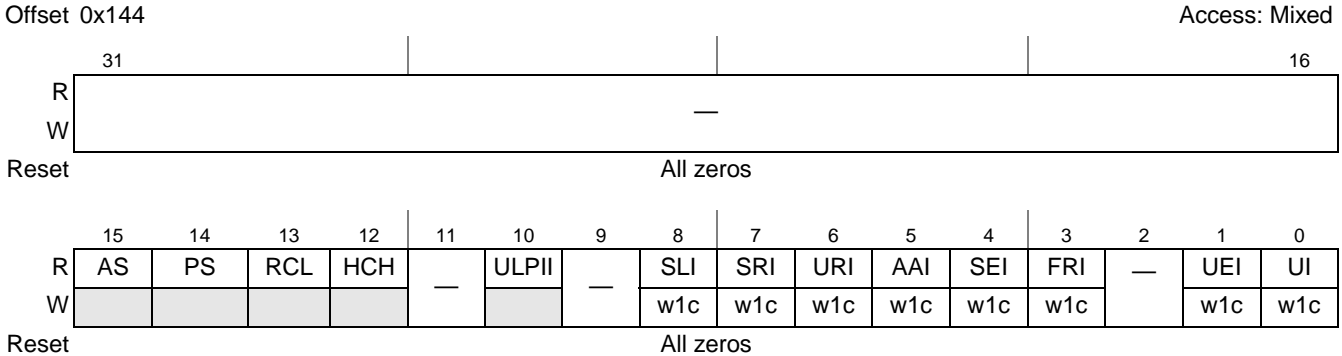 Offset 0x144 Access: Mixed
31 16
R
—
W
Reset All zeros
15 14 13 12 11 10 9 8 7 6 5 4 3 2 1 0
R AS PS RCL HCH — ULPII — SLI SRI URI AAI SEI FRI — UEI UI
W w1c w1c w1c w1c w1c w1c w1c w1c
Reset All zeros